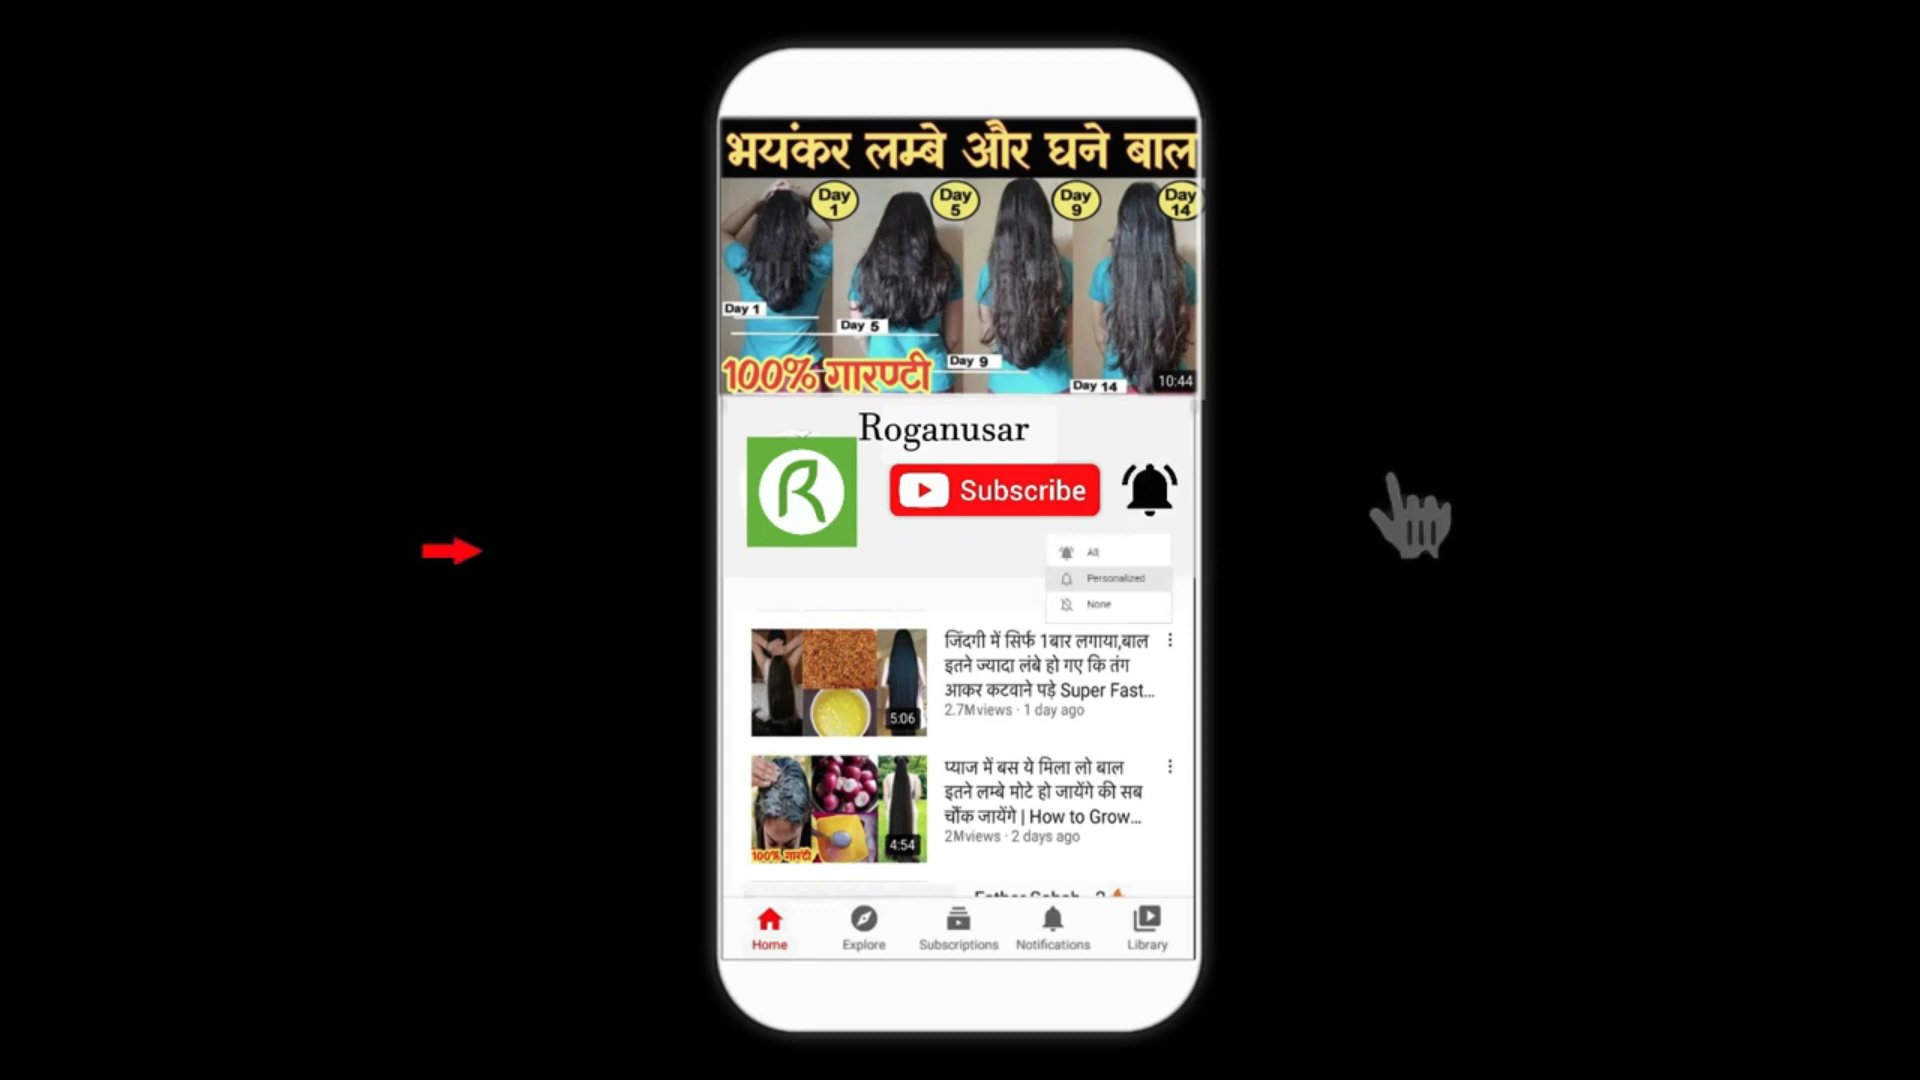 भयंकर लम्बे और घने बाल
Day 1
Day 5
Day 9
Day 14
Day 1
Day 5
Day 9
Day 14
100% गारण्टी
10:44
Roganusar
Subscribe
All
Personalized
None
जिंदगी में सिर्फ 1बार लगाया,बाल
इतने ज्यादा लंबे हो गए कि तंग
आकर कटवाने पड़े Super Fast...
2.7Mviews · 1 day ago
5:06
प्याज में बस ये मिला लो बाल
इतने लम्बे मोटे हो जायेंगे की सब
चौंक जायेंगे | How to Grow...
2Mviews · 2 days ago
4:54
100% गारंटी
Home
Explore
Subscriptions
Notifications
Library